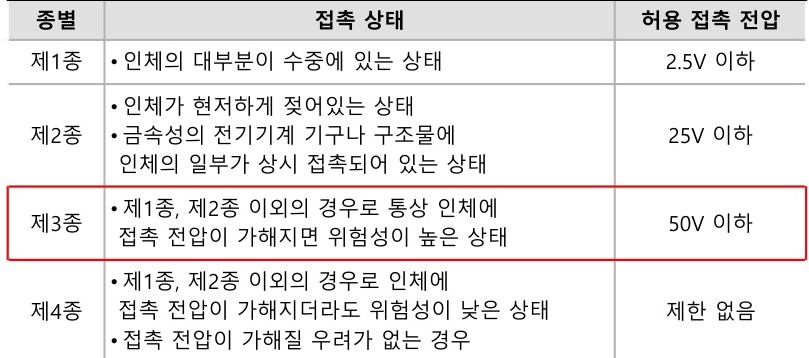 종별 접촉 상태 허용 접촉 전압
제1종 • 인체의 대부분이 수중에 있는 상태 2.5V 이하
• 인체가 현저하게 젖어있는 상태
제2종 • 금속성의 전기기계 기구나 구조물에 25V 이하
인체의 일부가 상시 접촉되어 있는 상태
제3종 • 제1종, 제2종 이외의 경우로 통상 인체에 50V 이하
접촉 전압이 가해지면 위험성이 높은 상태
• 제1종, 제2종 이외의 경우로 인체에
제4종 접촉 전압이 가해지더라도 위험성이 낮은 상태 제한 없음
• 접촉 전압이 가해질 우려가 없는 경우